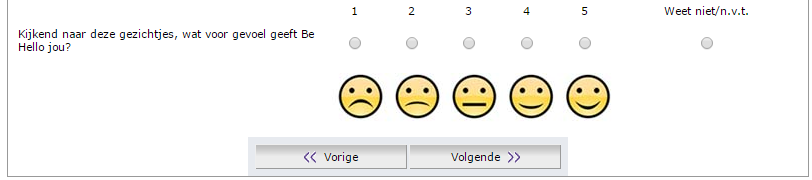 1 2 3 4 5 Weet niet/n.v.t.
Kijkend naar deze gezichtjes, wat voor gevoel geeft Be
Hello jou?
Vorige Volgende